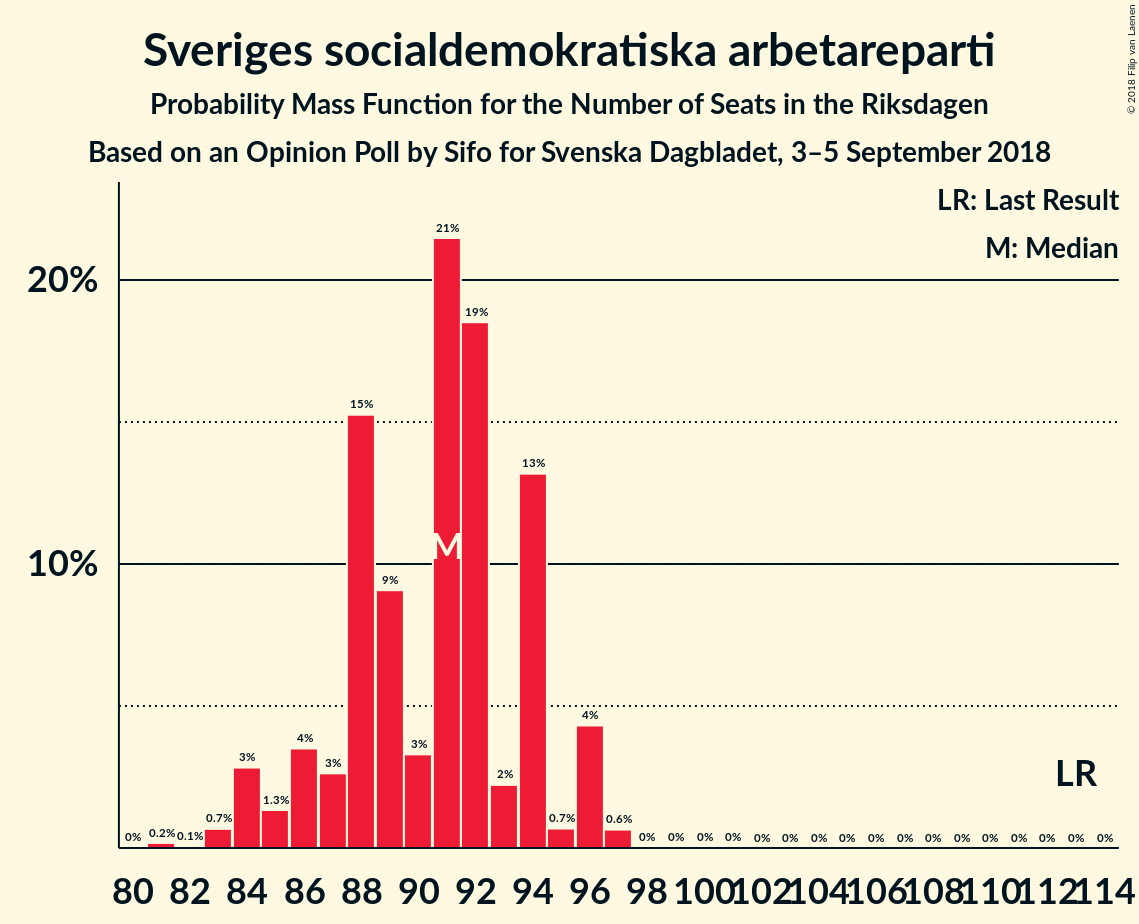 Sveriges socialdemokratiska arbetareparti
Probability Mass Function for the Number of Seats in the Riksdagen
Based on an Opinion Poll by Sifo for Svenska Dagbladet, 3–5 September 2018
© 2018 Filip van Laenen
LR: Last Result
M: Median
20%
10%
0% 0.2% 0.1% 0.7% 3% 1.3% 4% 3% 15% 9% 3% 21% 19% 2% 13% 0.7% 4% 0.6% 0% 0% 0% 0% 0% 0% 0% 0% 0% 0% 0% 0% 0% 0% 0% 0% 0%
M
LR
80 82 84 86 88 90 92 94 96 98 100 102 104 106 108 110 112 114